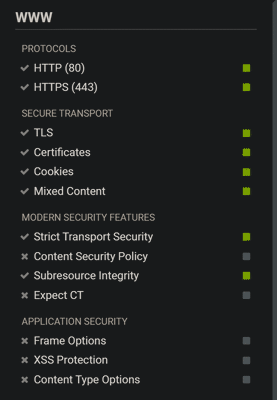 WWW
PROTOCOLS
HTTP (80)
HTTPS (443)
SECURE TRANSPORT
TLS
Certificates
Cookies
Mixed Content
MODERN SECURITY FEATURES
Strict Transport Security
Content Security Policy
Subresource Integrity
Expect CT
APPLICATION SECURITY
Frame Options
XSS Protection
Content Type Options